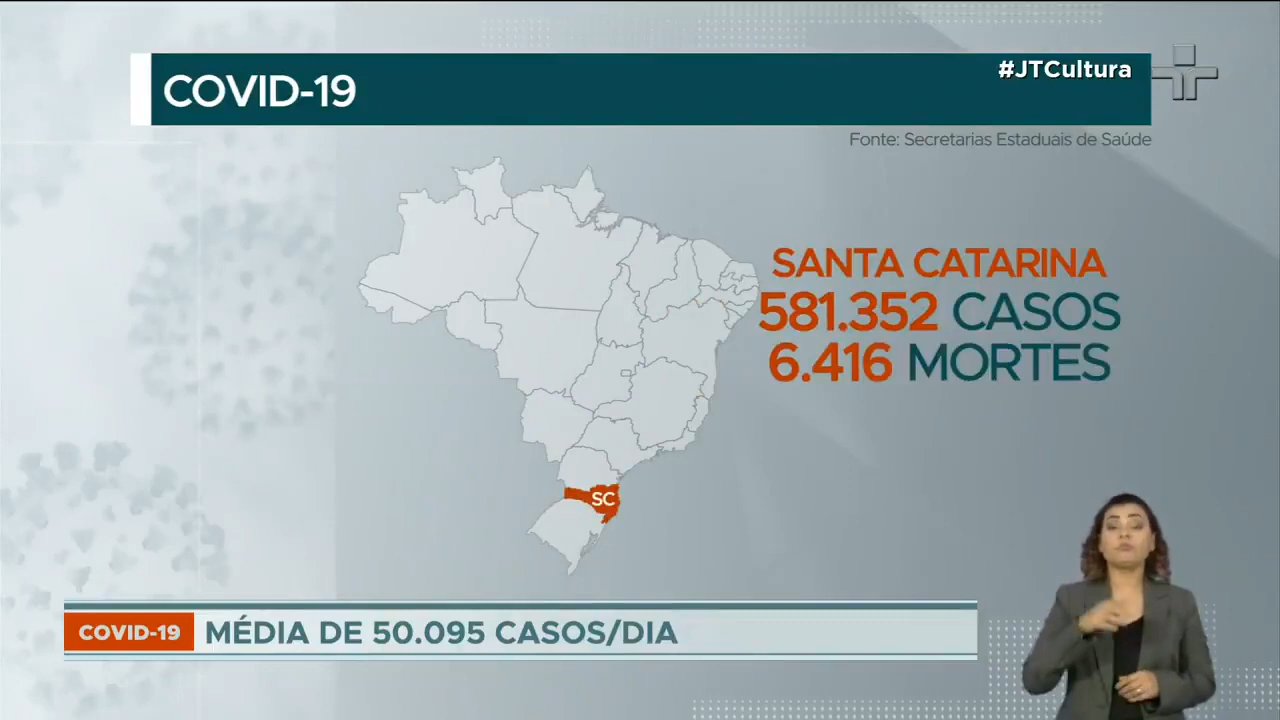 #JTCultura
COVID-19
Fonte: Secretarias Estaduais de Saúde
SANTA CATARINA
581.352 CASOS
6.416 MORTES
SC
COVID-19 MÉDIA DE 50.095 CASOS/DIA